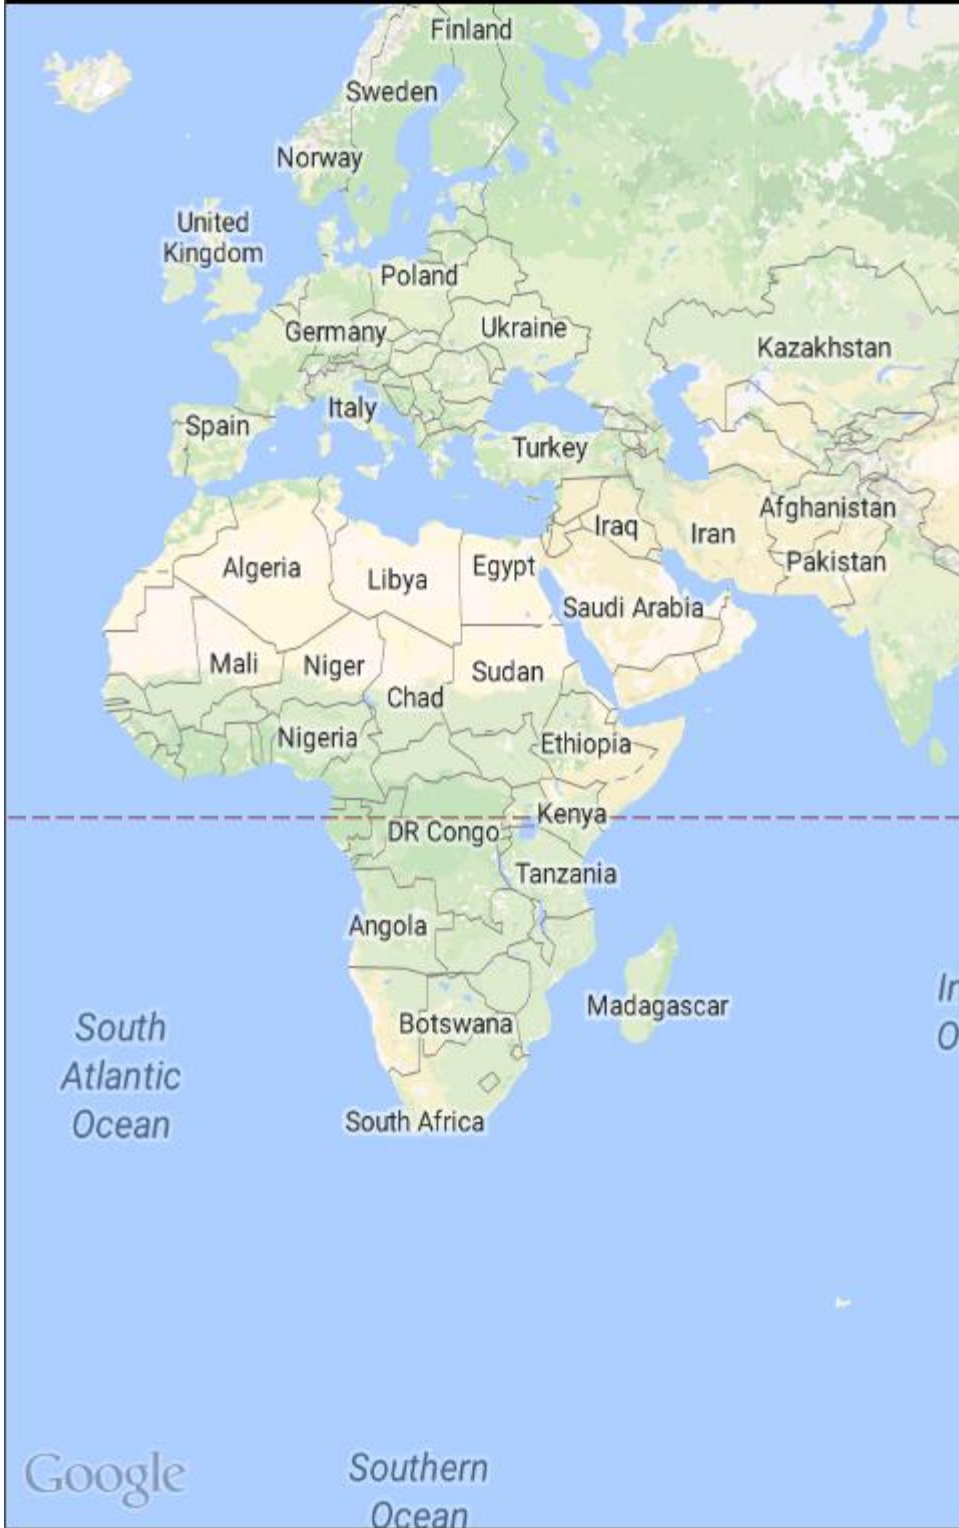 Finland
Sweden
Norway
United
Kingdom
Poland
Germany
Ukraine
Kazakhstan
Italy
Spain
Turkey
Afghanistan
Iraq
Iran
Algeria
Libya
Egypt
Pakistan
Saudi Arabia
Mali
Niger
Sudan
Chad
Nigeria
Ethiopia
Kenya
DR Congo
Tanzania
Angola
Madagascar
In
O
Botswana
South
Atlantic
Ocean
South Africa
Google
Southern
Ocean